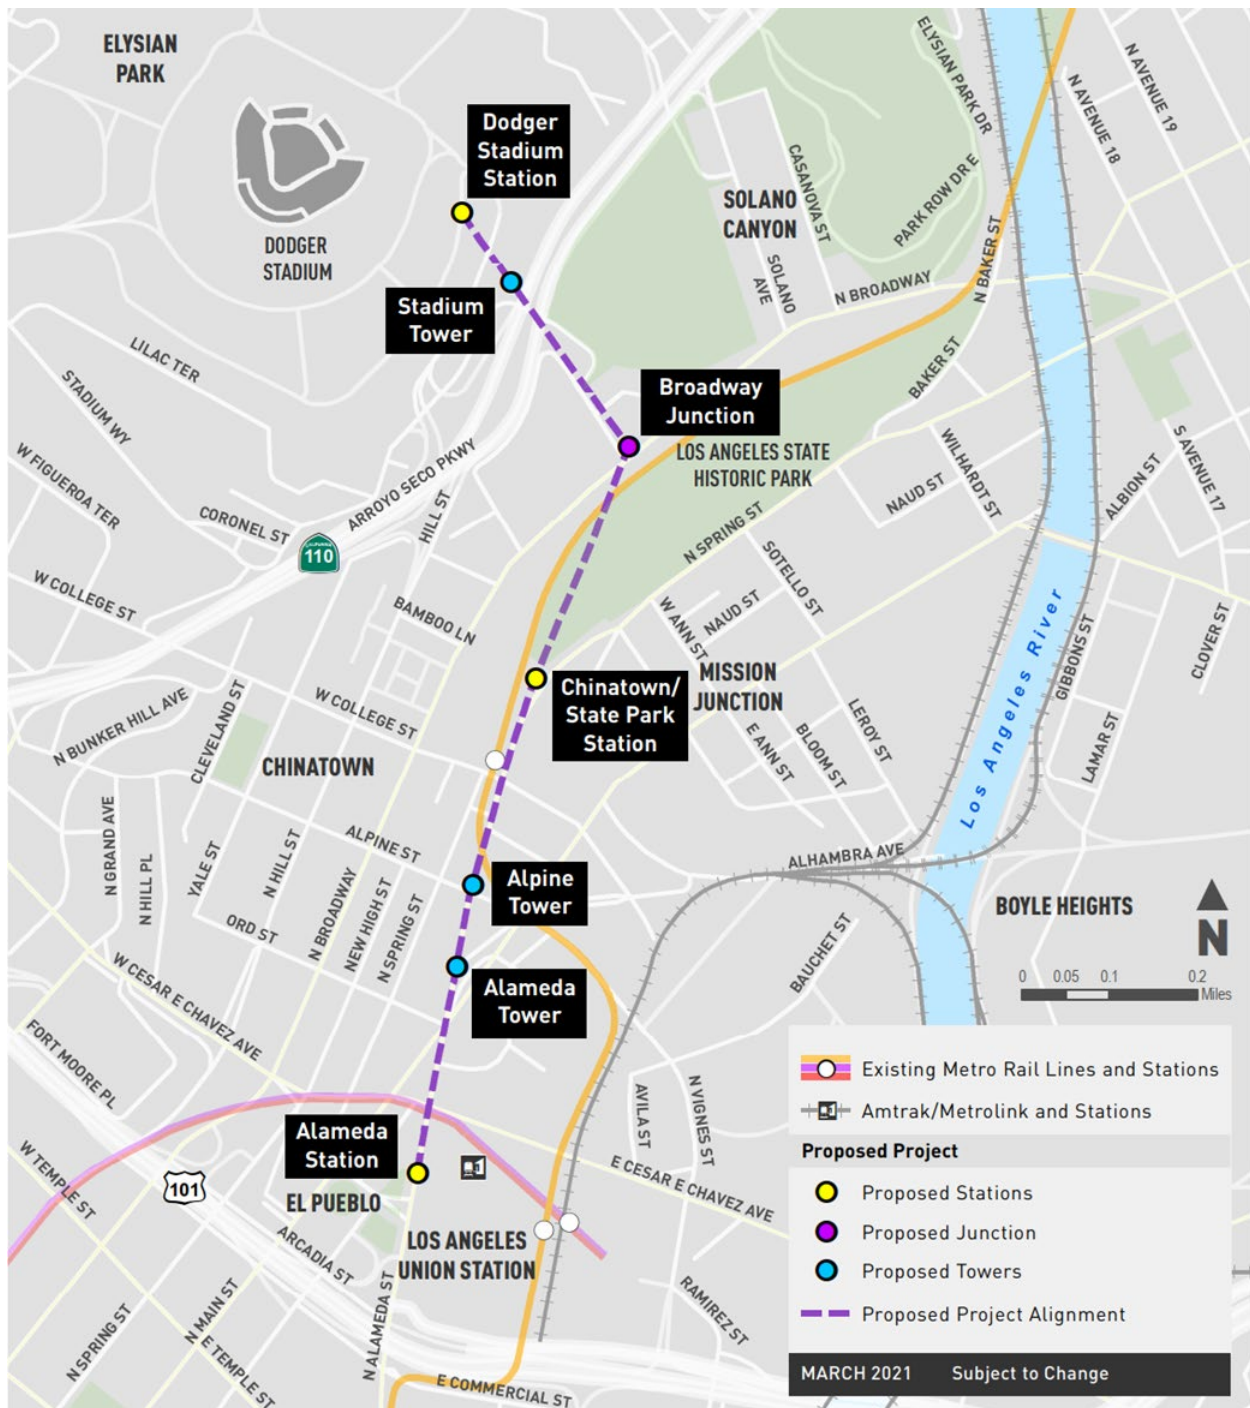 ELYSIAN
PARK
Dodger
Stadium
Station
DODGER
STADIUM
Stadium
Tower
SOLANO
CANYON
CASANOVA ST
SOLANO
AVE
ELYSIAN PARK DR
PARK ROW DR E
N BROADWAY
N BAKER ST
BAKER ST
N AVENUE 19
N AVENUE 18
LILAC TER
STADIUM WY
W FIGUEROA TER
CORONEL ST
ARROYO SECO PKWY
HILL ST
CALIFORNIA
110
Broadway
Junction
LOS ANGELES STATE
HISTORIC PARK
WILHARDT ST
NAUD ST
N SPRING ST
SOTELLO ST
ALBION ST
S AVENUE 17
W COLLEGE ST
BAMBOO LN
W ANN ST
NAUD ST
MISSION
JUNCTION
Chinatown/
State Park
Station
Los Angeles River
GIBBONS ST
CLOVER ST
LAMAR ST
N BUNKER HILL AVE
CLEVELAND ST
W COLLEGE ST
CHINATOWN
E ANN ST
BLOOM ST
LEROY ST
N GRAND AVE
N HILL PL
YALE ST
N HILL ST
ALPINE ST
ALHAMBRA AVE
Alpine
Tower
BOYLE HEIGHTS
ORD ST
N BROADWAY
NEW HIGH ST
N SPRING ST
Alameda
Tower
BAUCHET ST
N
0 0.05 0.1 0.2
Miles
W CESAR E CHAVEZ AVE
FORT MOORE PL
AVILA ST
N VIGNES ST
E CESAR E CHAVEZ AVE
Alameda
Station
W TEMPLE ST
101
EL PUEBLO
LOS ANGELES
UNION STATION
ARCADIA ST
N SPRING ST
N MAIN ST
E TEMPLE ST
N ALAMEDA ST
RAMIREZ ST
E COMMERCIAL ST
Existing Metro Rail Lines and Stations
Amtrak/Metrolink and Stations
Proposed Project
Proposed Stations
Proposed Junction
Proposed Towers
Proposed Project Alignment
MARCH 2021 Subject to Change